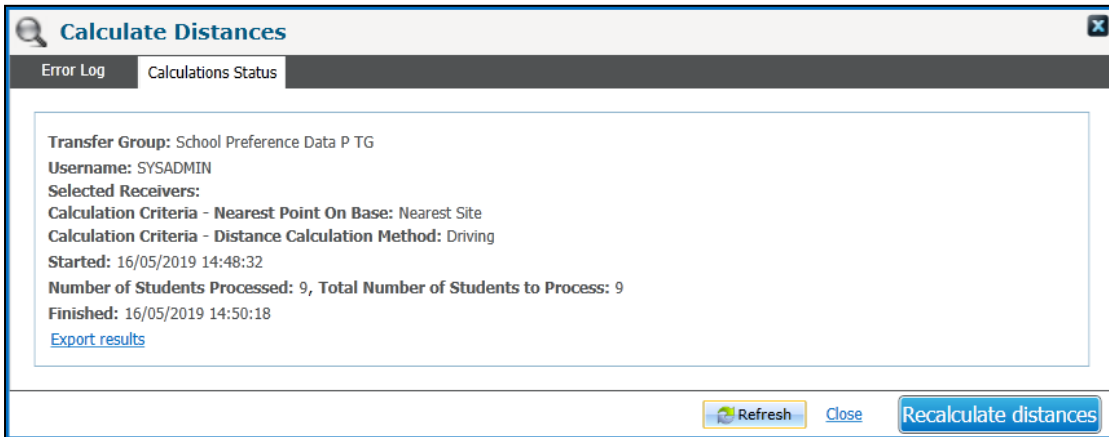 Calculate Distances
Error Log
Calculations Status
Transfer Group: School Preference Data P TG
Username: SYSADMIN
Selected Receivers:
Calculation Criteria - Nearest Point On Base: Nearest Site
Calculation Criteria - Distance Calculation Method: Driving
Started: 16/05/2019 14:48:32
Number of Students Processed: 9, Total Number of Students to Process: 9
Finished: 16/05/2019 14:50:18
Export results
Refresh
Close
Recalculate distances